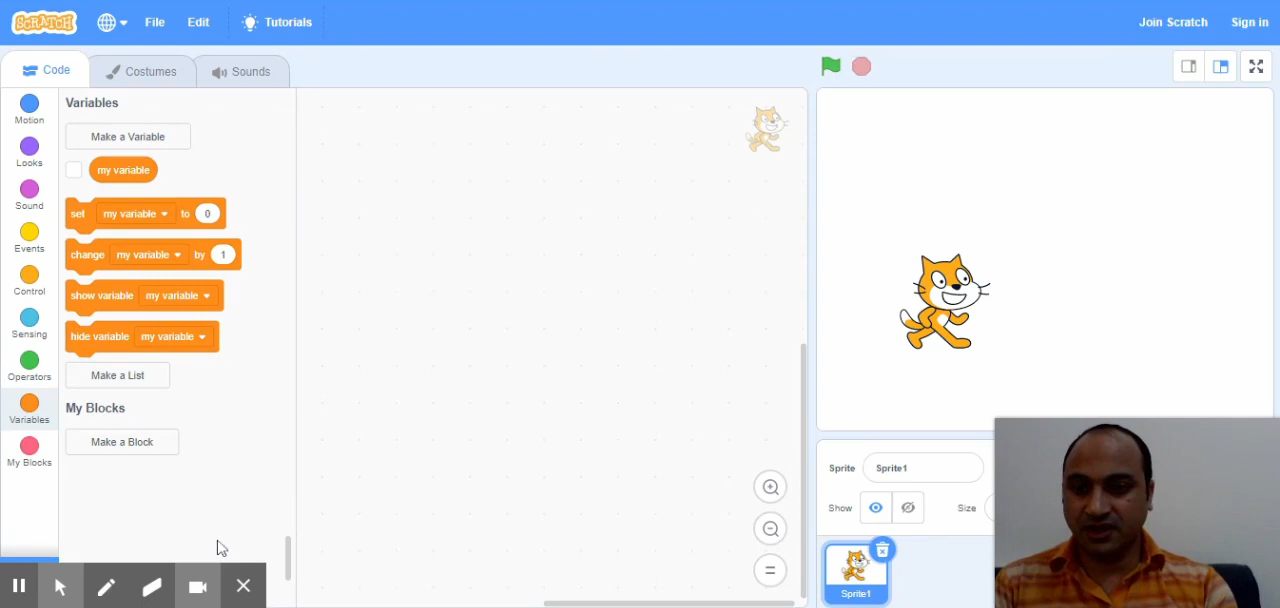 SCRATCH File Edit Tutorials Join Scratch Sign in
Code Costumes Sounds
Motion
Looks
Sound
Events
Control
Sensing
Operators
Variables
My Blocks
Variables
Make a Variable
my variable
set my variable to 0
change my variable by 1
show variable my variable
hide variable my variable
Make a List
My Blocks
Make a Block
Sprite Sprite1
Show Size
Sprite1